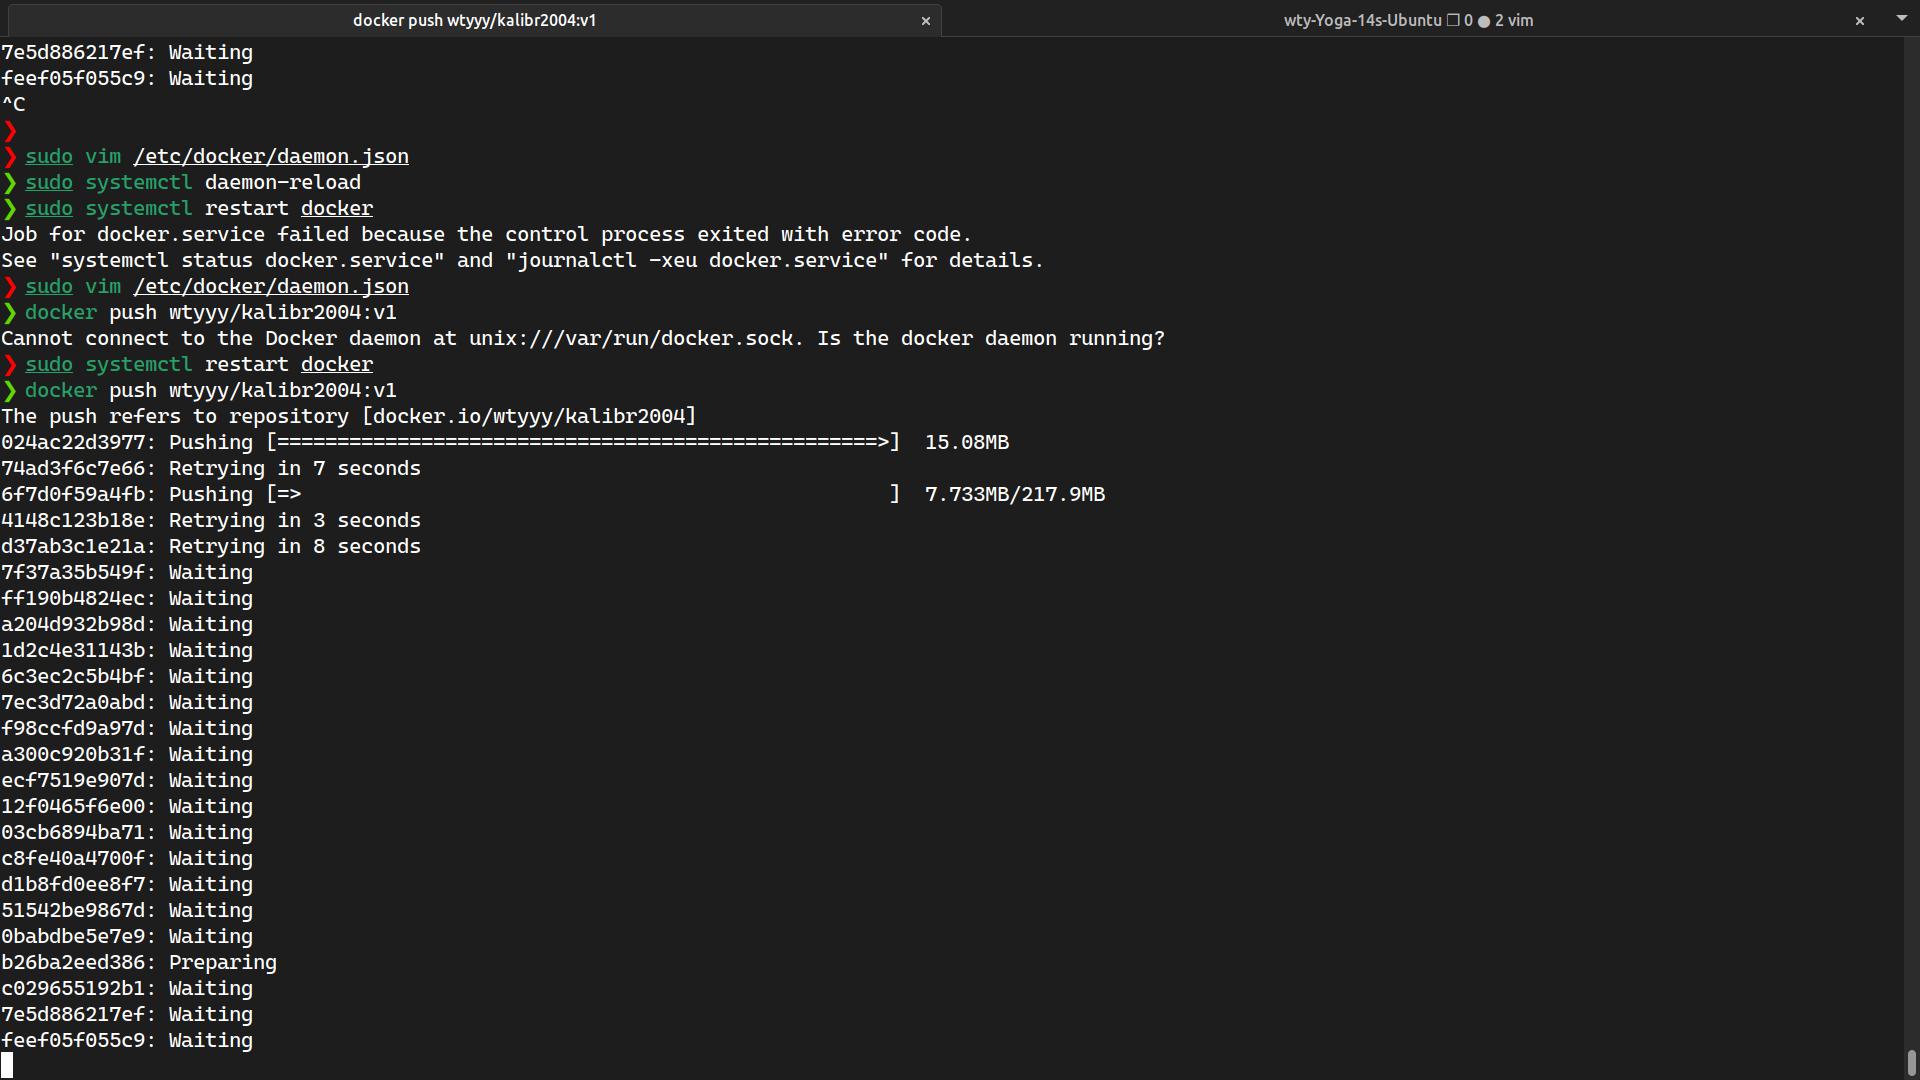 docker push wtyyy/kalibr2004:v1 ×
wty-Yoga-14s-Ubuntu ❐ 0 ● 2 vim ×
7e5d886217ef: Waiting
feef05f055c9: Waiting
^C
❯
❯ sudo vim /etc/docker/daemon.json
❯ sudo systemctl daemon-reload
❯ sudo systemctl restart docker
Job for docker.service failed because the control process exited with error code.
See "systemctl status docker.service" and "journalctl -xeu docker.service" for details.
❯ sudo vim /etc/docker/daemon.json
❯ docker push wtyyy/kalibr2004:v1
Cannot connect to the Docker daemon at unix:///var/run/docker.sock. Is the docker daemon running?
❯ sudo systemctl restart docker
❯ docker push wtyyy/kalibr2004:v1
The push refers to repository [docker.io/wtyyy/kalibr2004]
024ac22d3977: Pushing [==================================================>]  15.08MB
74ad3f6c7e66: Retrying in 7 seconds
6f7d0f59a4fb: Pushing [=>                                                 ]  7.733MB/217.9MB
4148c123b18e: Retrying in 3 seconds
d37ab3c1e21a: Retrying in 8 seconds
7f37a35b549f: Waiting
ff190b4824ec: Waiting
a204d932b98d: Waiting
1d2c4e31143b: Waiting
6c3ec2c5b4bf: Waiting
7ec3d72a0abd: Waiting
f98ccfd9a97d: Waiting
a300c920b31f: Waiting
ecf7519e907d: Waiting
12f0465f6e00: Waiting
03cb6894ba71: Waiting
c8fe40a4700f: Waiting
d1b8fd0ee8f7: Waiting
51542be9867d: Waiting
0babdbe5e7e9: Waiting
b26ba2eed386: Preparing
c029655192b1: Waiting
7e5d886217ef: Waiting
feef05f055c9: Waiting